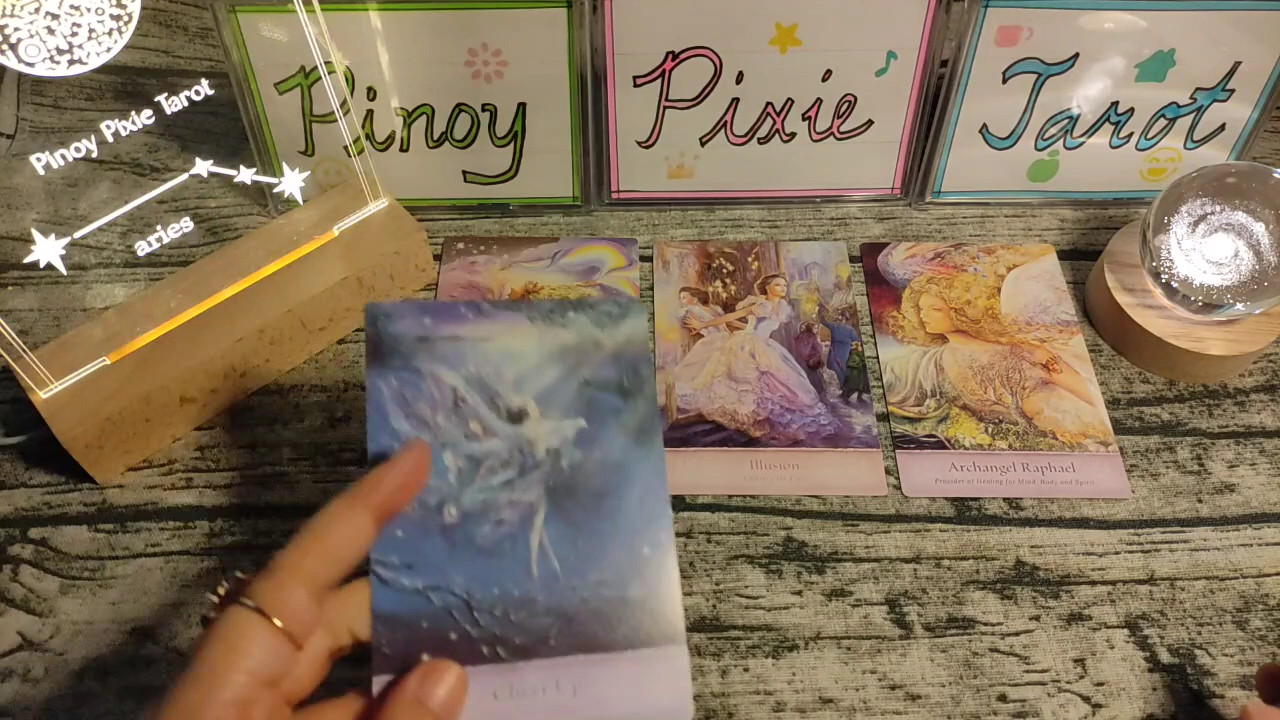 Pinoy
Pixie
Tarot
Pinoy Pixie Tarot
aries
Illusion
Archangel Raphael
Provider of Healing for Mind, Body and Spirit